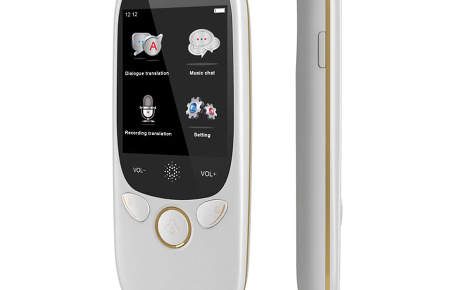 12:12
A
Dialogue translation
Music chat
Recording translation
Setting
VOL-
VOL+